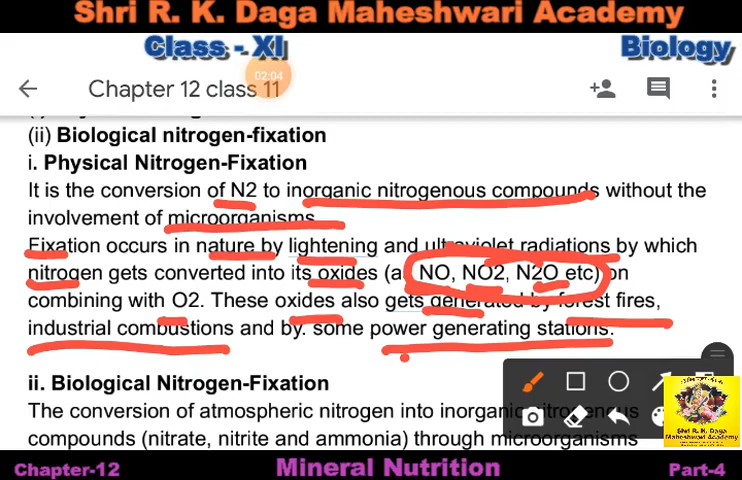 Shri R. K. Daga Maheshwari Academy
Class - XI
Biology
02:04
Chapter 12 class 11
(ii) Biological nitrogen-fixation
i. Physical Nitrogen-Fixation
It is the conversion of N2 to inorganic nitrogenous compounds without the
involvement of microorganisms.
Fixation occurs in nature by lightening and ultraviolet radiations by which
nitrogen gets converted into its oxides (as NO, NO2, N2O etc) on
combining with O2. These oxides also gets generated by forest fires,
industrial combustions and by. some power generating stations.
ii. Biological Nitrogen-Fixation
The conversion of atmospheric nitrogen into inorganic nitrogenous
compounds (nitrate, nitrite and ammonia) through microorganisms
Shri R. K. Daga
Maheshwari Academy
Chapter-12
Mineral Nutrition
Part-4